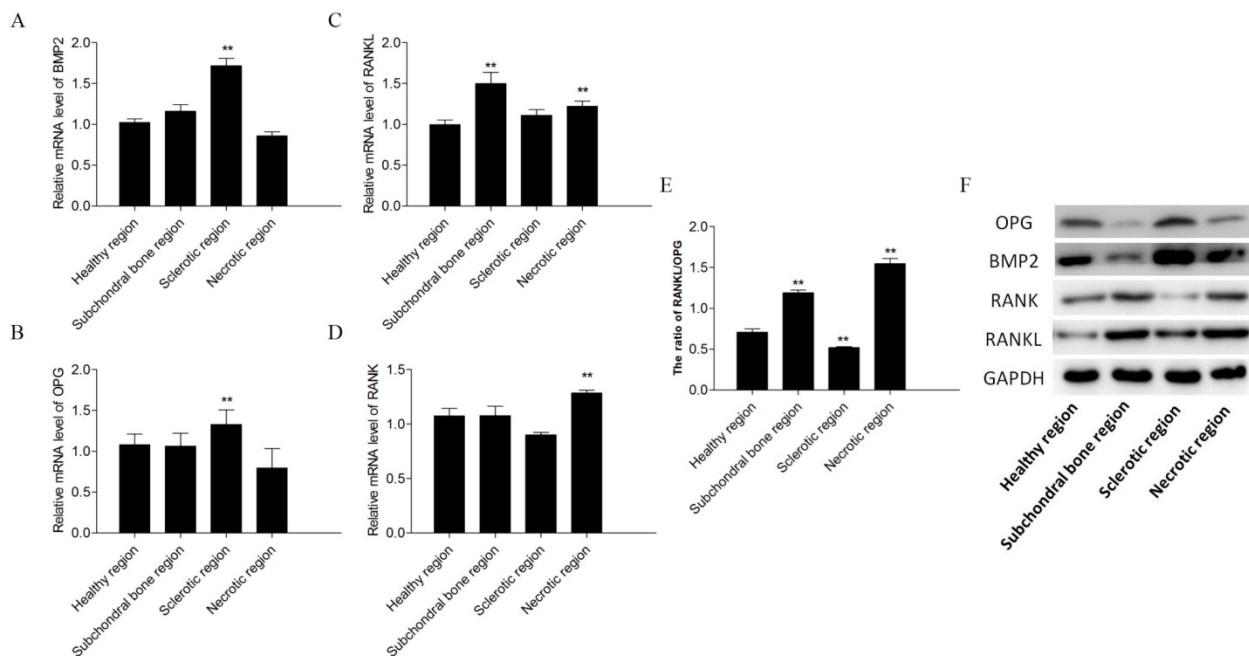 A
Relative mRNA level of BMP2
2.0
1.5
1.0
0.5
0.0
**
Healthy region
Subchondral bone region
Sclerotic region
Necrotic region
C
Relative mRNA level of RANKL
2.0
1.5
1.0
0.5
0.0
**
**
Healthy region
Subchondral bone region
Sclerotic region
Necrotic region
B
Relative mRNA level of OPG
2.0
1.5
1.0
0.5
0.0
**
Healthy region
Subchondral bone region
Sclerotic region
Necrotic region
D
Relative mRNA level of RANK
1.5
1.0
0.5
0.0
**
Healthy region
Subchondral bone region
Sclerotic region
Necrotic region
E
The ratio of RANKL/OPG
2.0
1.5
1.0
0.5
0.0
**
**
**
Healthy region
Subchondral bone region
Sclerotic region
Necrotic region
F
OPG
BMP2
RANK
RANKL
GAPDH
Healthy region
Subchondral bone region
Sclerotic region
Necrotic region